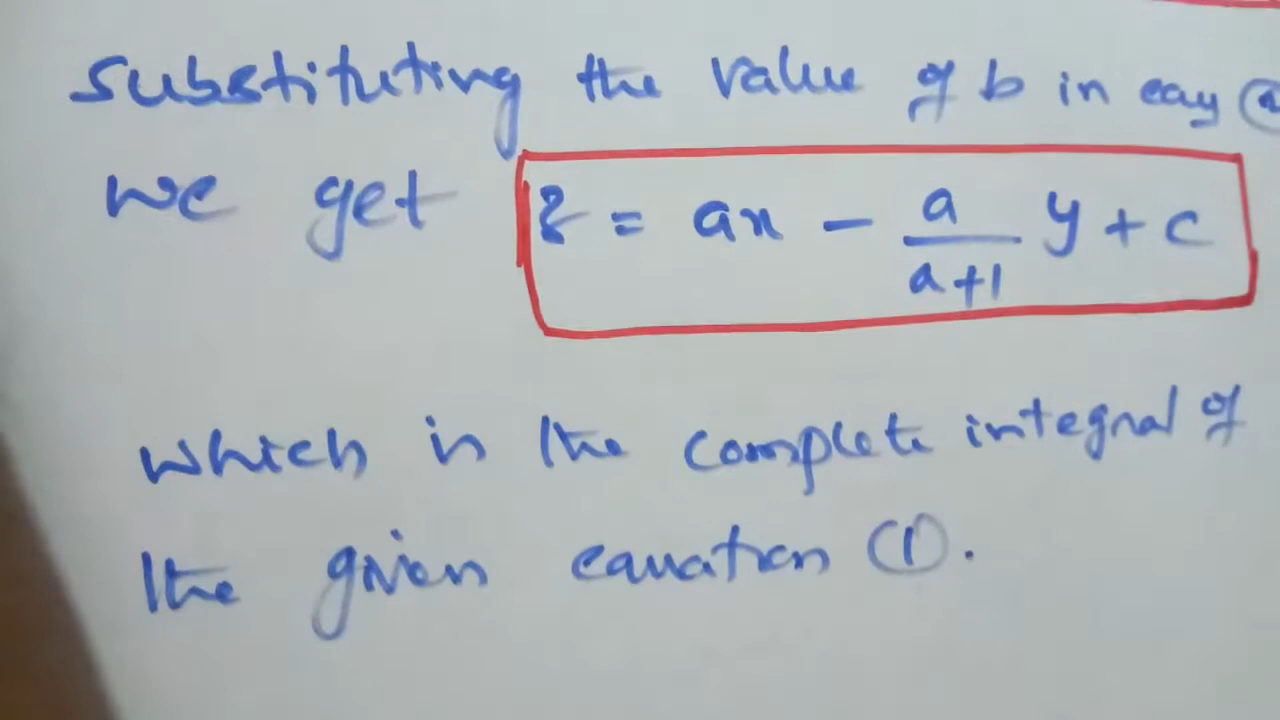 Substituting the value of b in eqy
we get z = ax - a/(a+1) y + c
which is the complete integral of
the given equation (1).